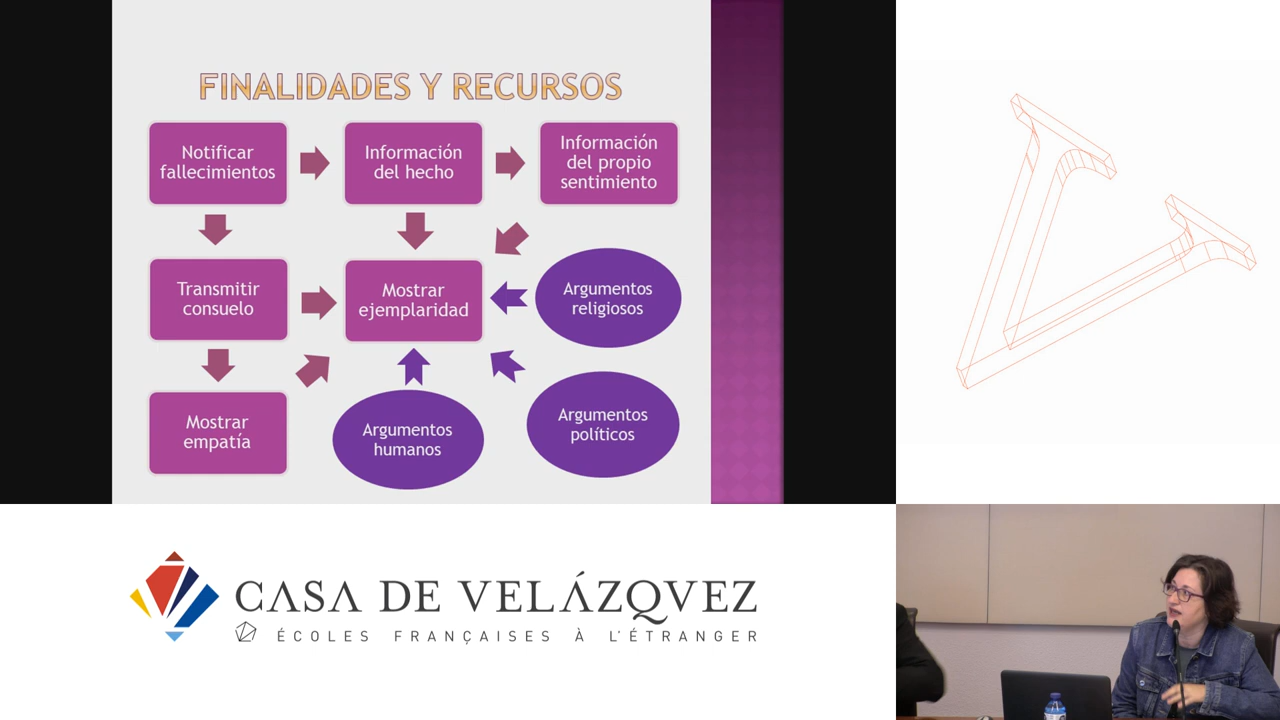 FINALIDADES Y RECURSOS
Notificar
fallecimientos
Información
del hecho
Información
del propio
sentimiento
Transmitir
consuelo
Mostrar
ejemplaridad
Argumentos
religiosos
Mostrar
empatía
Argumentos
humanos
Argumentos
políticos
CASA DE VELÁZQVEZ
ÉCOLES FRANÇAISES À L'ÉTRANGER